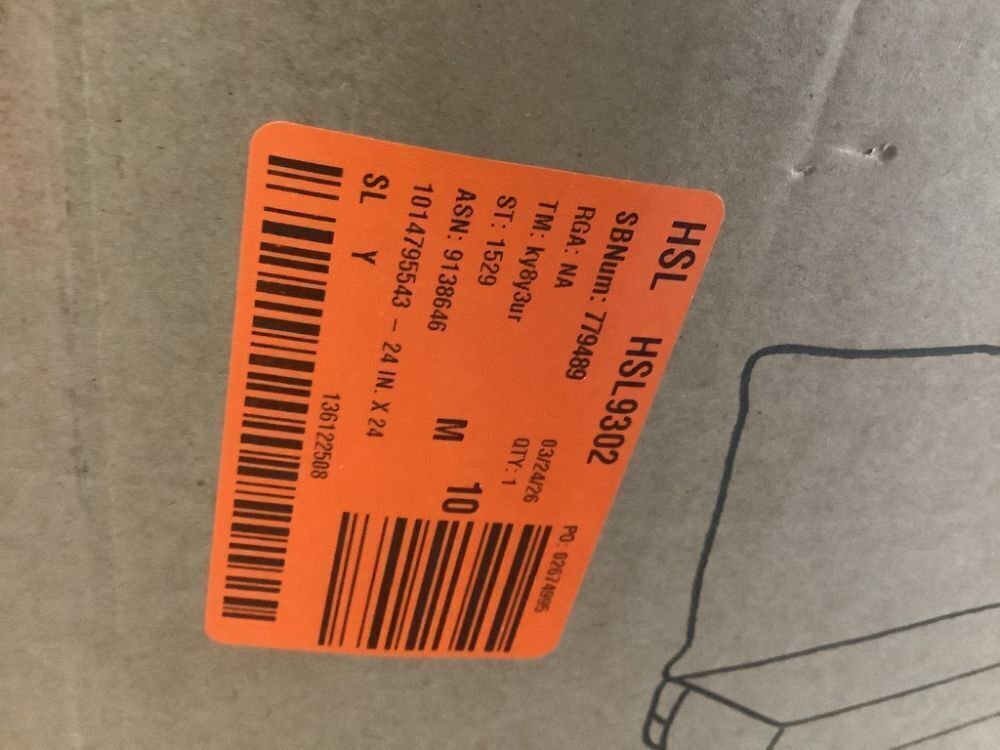 HSL HSL9302
SBNum: 779489
RGA: NA
TM: ky8y3ur 03/24/26
ST: 1529 QTY: 1
PO: 02674995
ASN: 9138646 M 10
1014795543 - 24 IN. X 24
SL Y
136122508